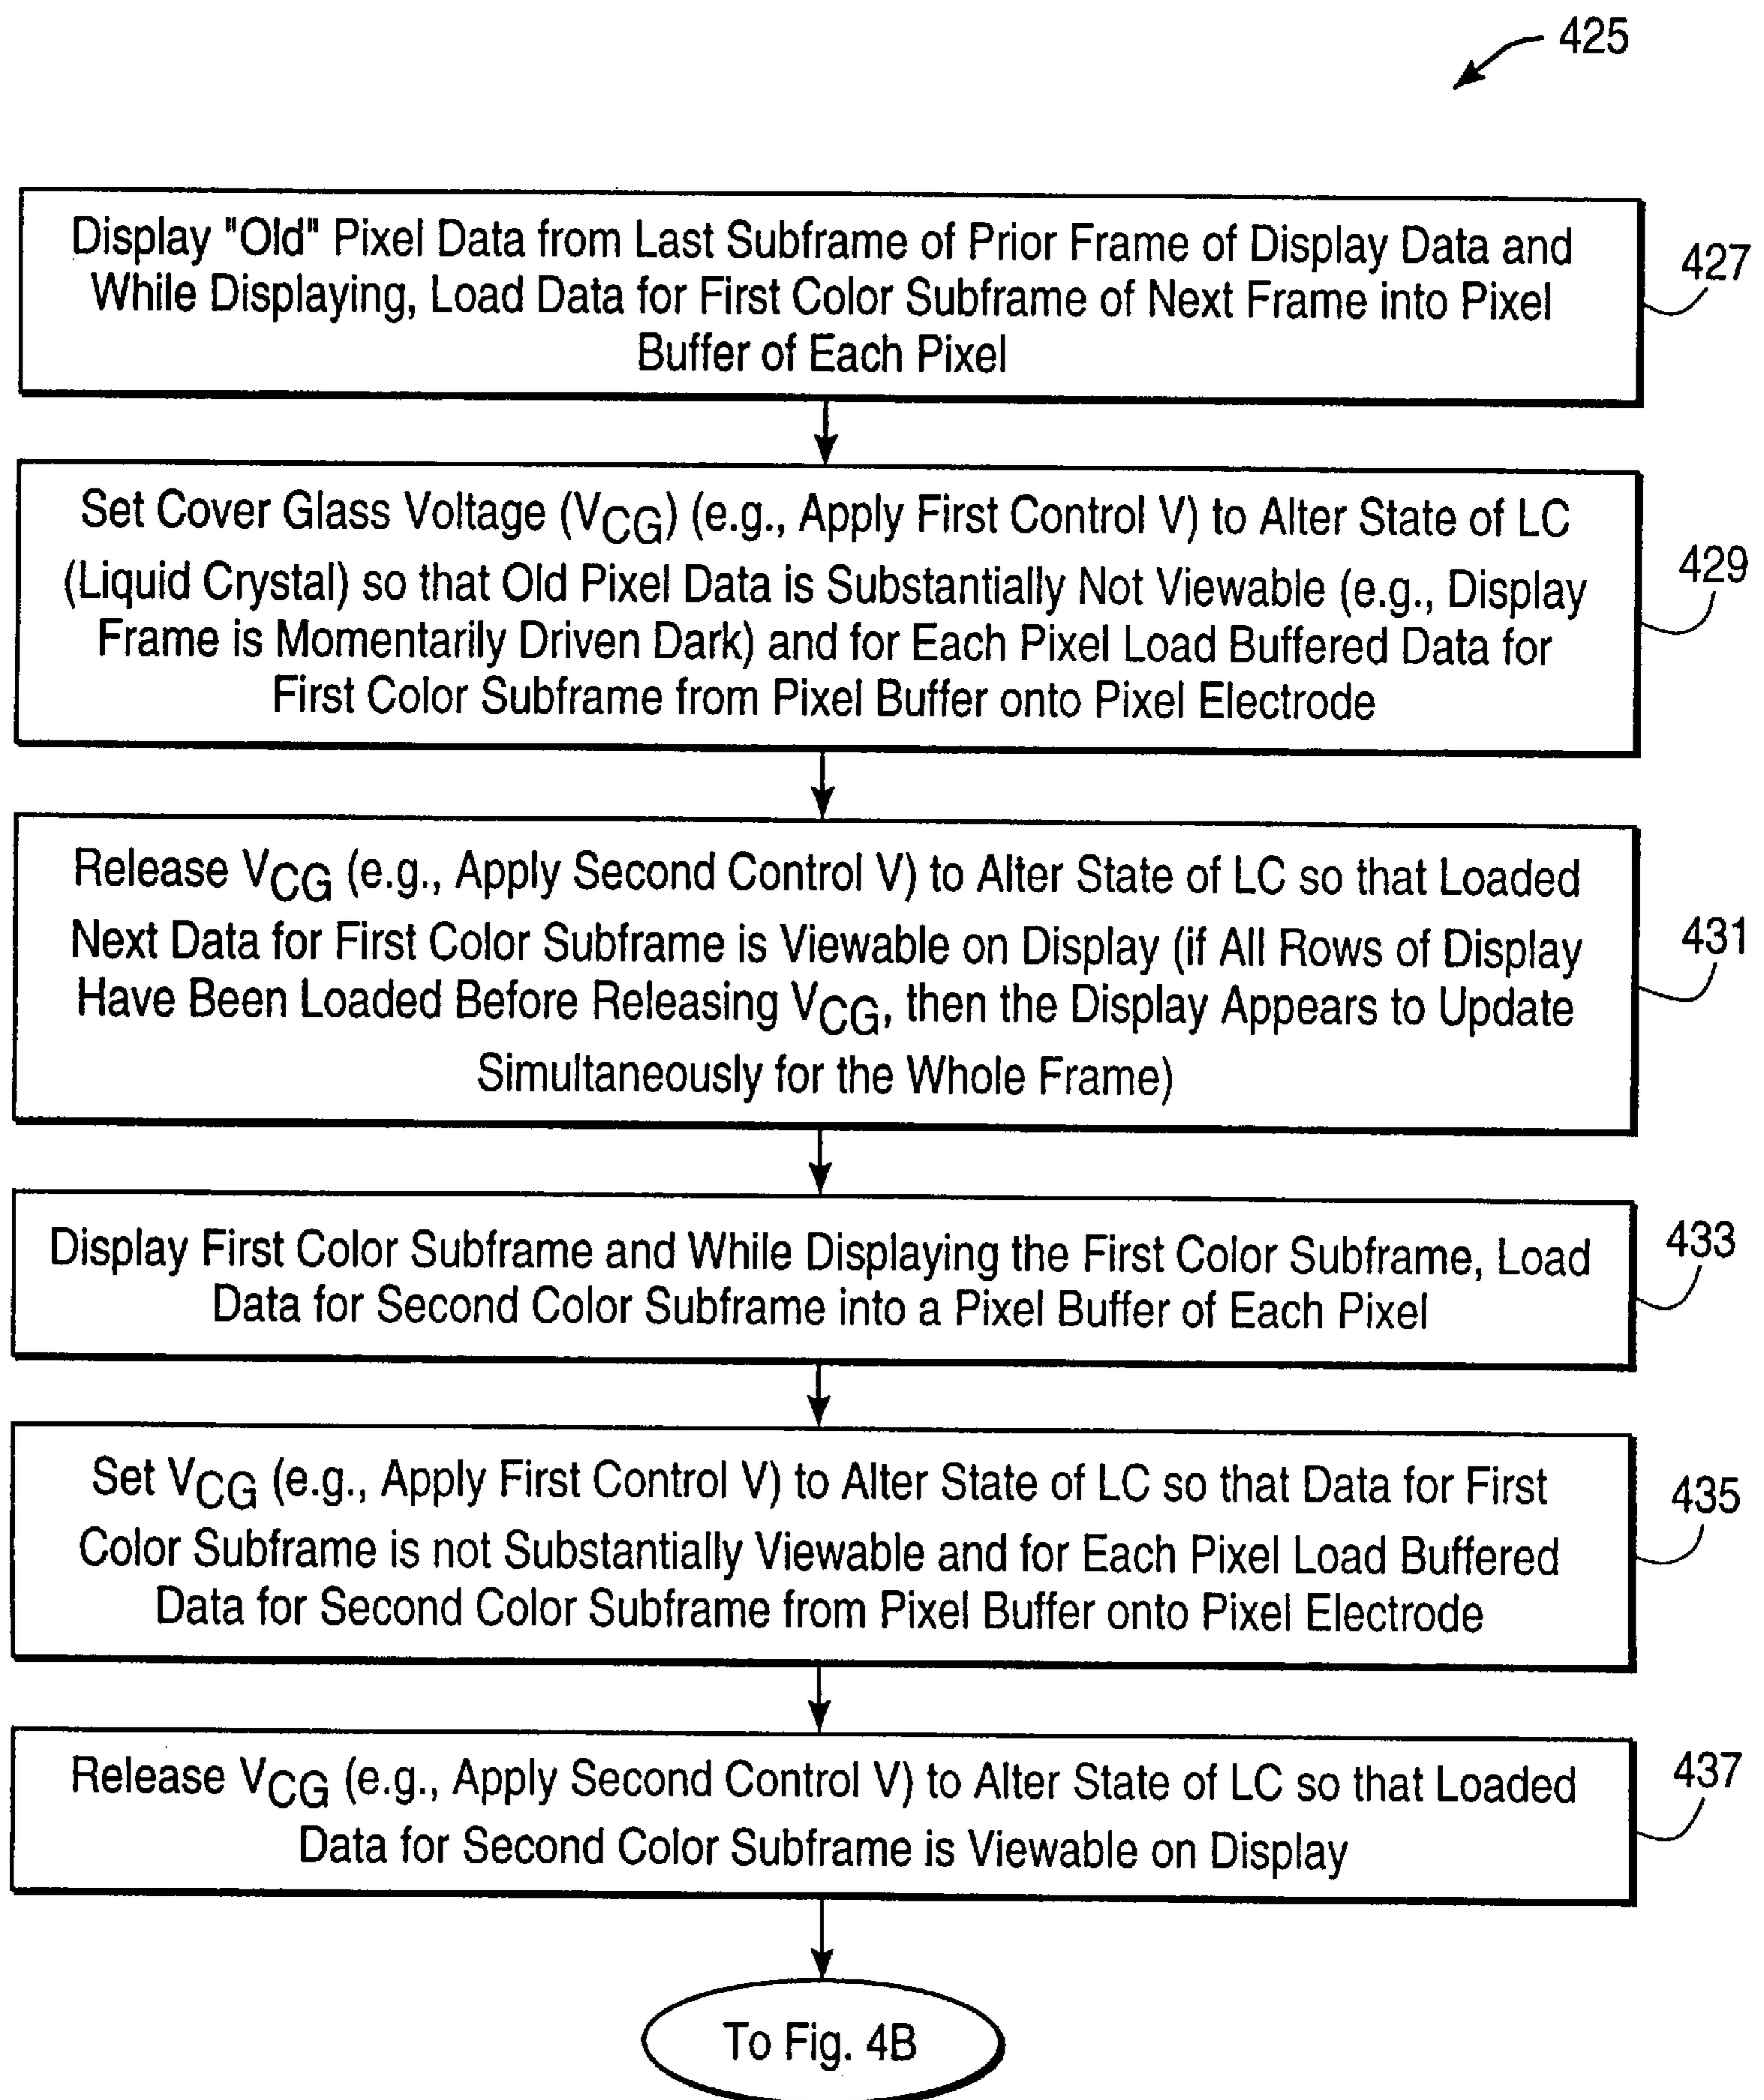 425
Display "Old" Pixel Data from Last Subframe of Prior Frame of Display Data and
While Displaying, Load Data for First Color Subframe of Next Frame into Pixel
Buffer of Each Pixel
427
Set Cover Glass Voltage (VCG) (e.g., Apply First Control V) to Alter State of LC
(Liquid Crystal) so that Old Pixel Data is Substantially Not Viewable (e.g., Display
Frame is Momentarily Driven Dark) and for Each Pixel Load Buffered Data for
First Color Subframe from Pixel Buffer onto Pixel Electrode
429
Release VCG (e.g., Apply Second Control V) to Alter State of LC so that Loaded
Next Data for First Color Subframe is Viewable on Display (if All Rows of Display
Have Been Loaded Before Releasing VCG, then the Display Appears to Update
Simultaneously for the Whole Frame)
431
Display First Color Subframe and While Displaying the First Color Subframe, Load
Data for Second Color Subframe into a Pixel Buffer of Each Pixel
433
Set VCG (e.g., Apply First Control V) to Alter State of LC so that Data for First
Color Subframe is not Substantially Viewable and for Each Pixel Load Buffered
Data for Second Color Subframe from Pixel Buffer onto Pixel Electrode
435
Release VCG (e.g., Apply Second Control V) to Alter State of LC so that Loaded
Data for Second Color Subframe is Viewable on Display
437
To Fig. 4B